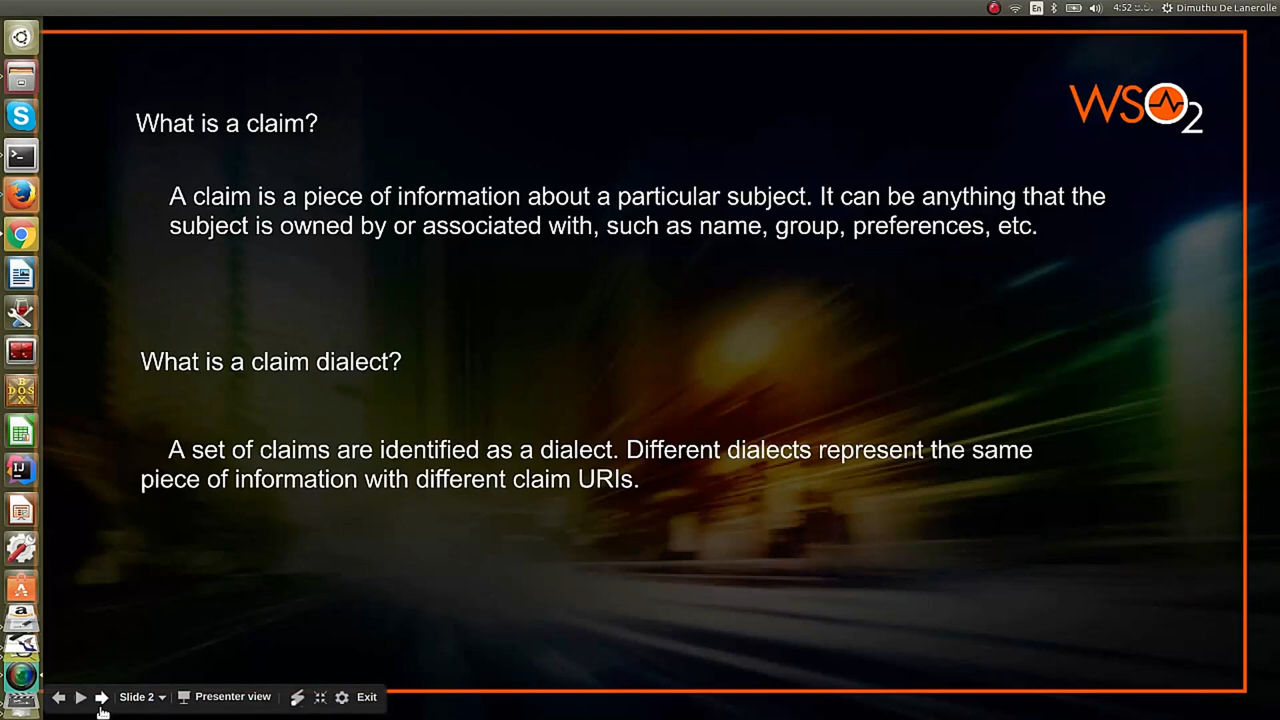 En
4:52
Dimuthu De Lanerolle
WSO2
What is a claim?
A claim is a piece of information about a particular subject. It can be anything that the
subject is owned by or associated with, such as name, group, preferences, etc.
What is a claim dialect?
A set of claims are identified as a dialect. Different dialects represent the same
piece of information with different claim URIs.
Slide 2
Presenter view
Exit